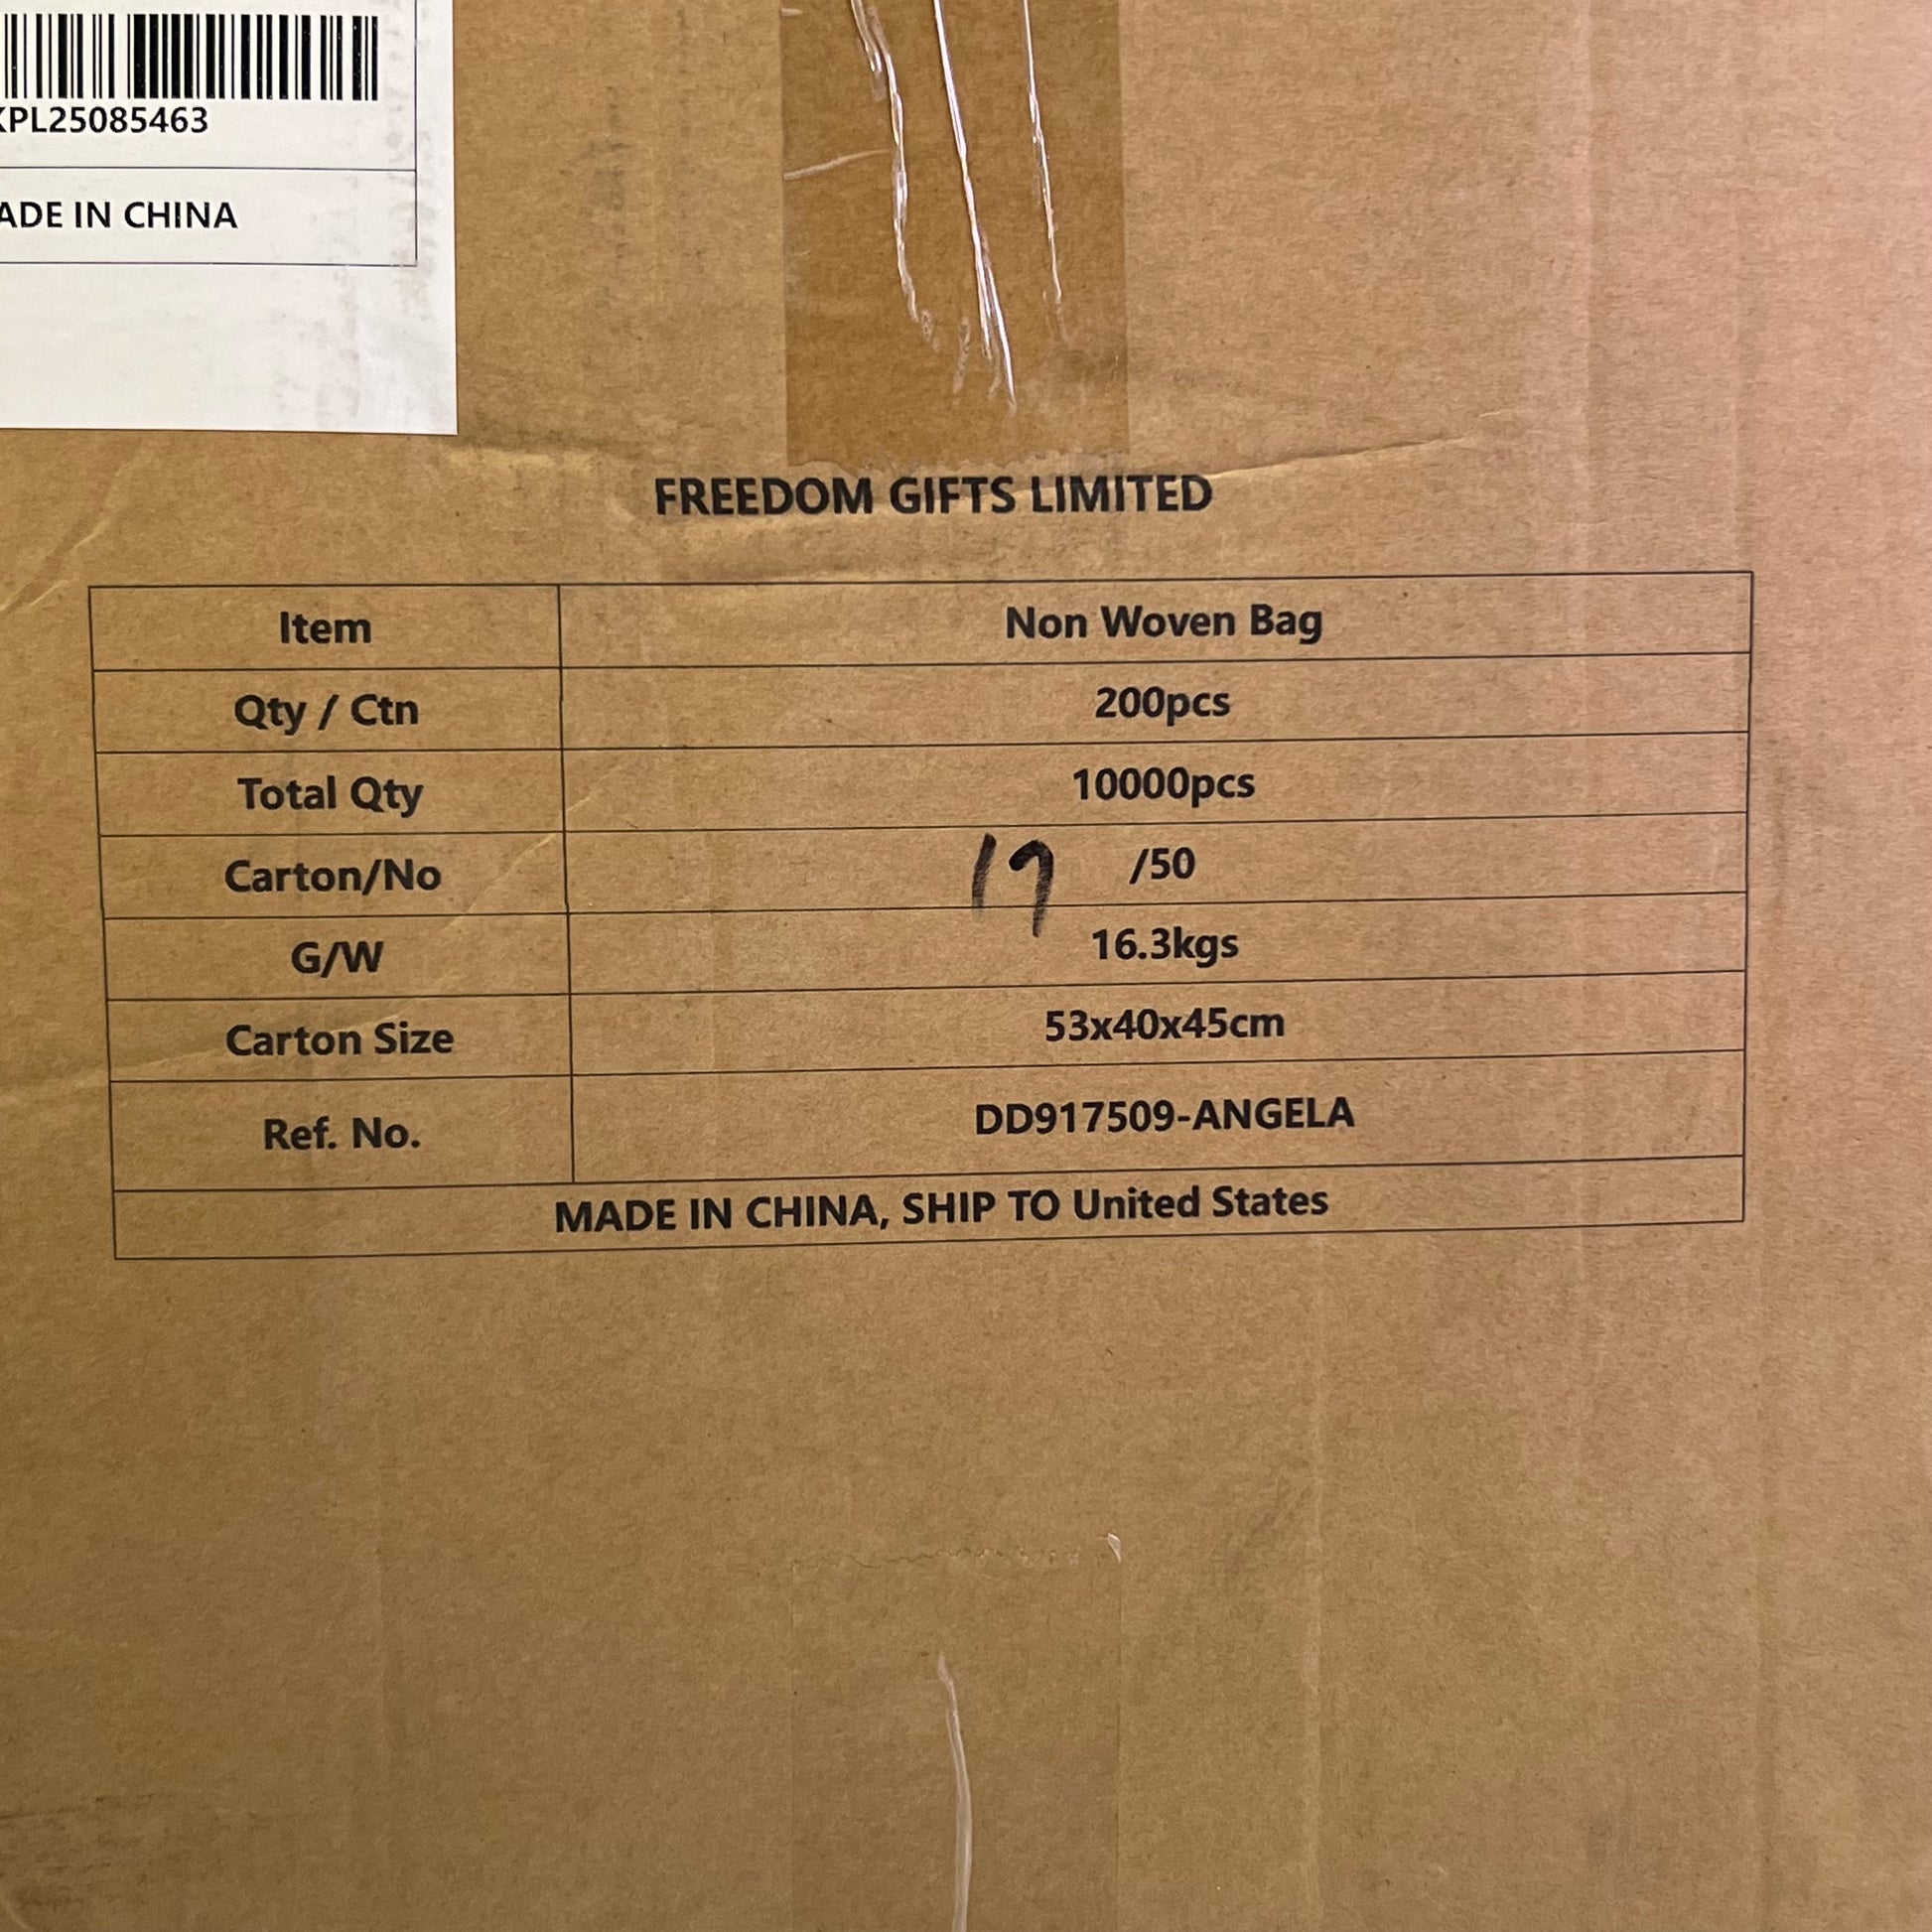 KPL25085463
ADE IN CHINA
FREEDOM GIFTS LIMITED
Item Non Woven Bag
Qty / Ctn 200pcs
Total Qty 10000pcs
Carton/No 17 /50
G/W 16.3kgs
Carton Size 53x40x45cm
Ref. No. DD917509-ANGELA
MADE IN CHINA, SHIP TO United States